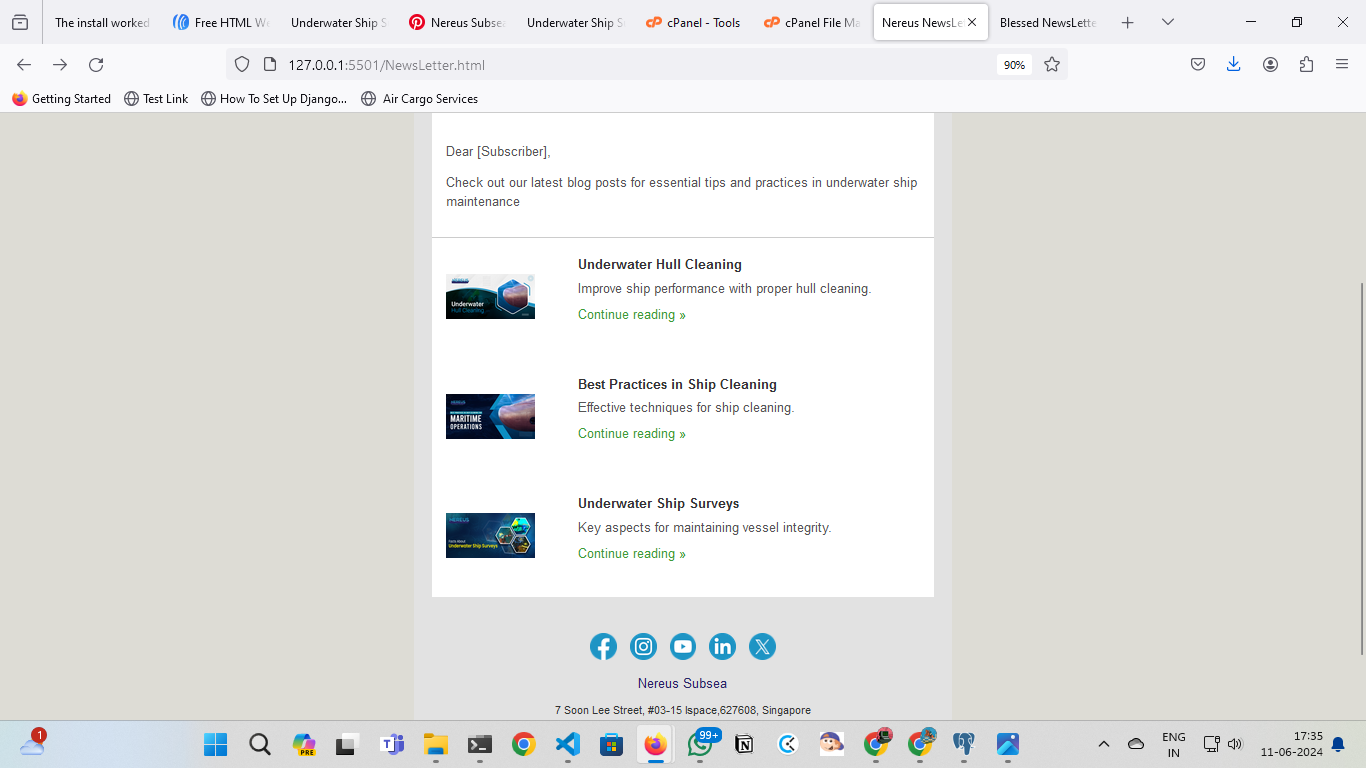 The install worked
Free HTML We
Underwater Ship S
Nereus Subsea
Underwater Ship S
cPanel - Tools
cPanel File Ma
Nereus NewsLe
Blessed NewsLette
127.0.0.1:5501/NewsLetter.html
90%
Getting Started
Test Link
How To Set Up Django...
Air Cargo Services
Dear [Subscriber],
Check out our latest blog posts for essential tips and practices in underwater ship
maintenance
Underwater
Hull Cleaning
Underwater Hull Cleaning
Improve ship performance with proper hull cleaning.
Continue reading »
MARITIME
OPERATIONS
Best Practices in Ship Cleaning
Effective techniques for ship cleaning.
Continue reading »
NEREUS
Facts About
Underwater Ship Surveys
Underwater Ship Surveys
Key aspects for maintaining vessel integrity.
Continue reading »
Nereus Subsea
7 Soon Lee Street, #03-15 Ispace,627608, Singapore
1
PRE
99+
ENG
IN
17:35
11-06-2024